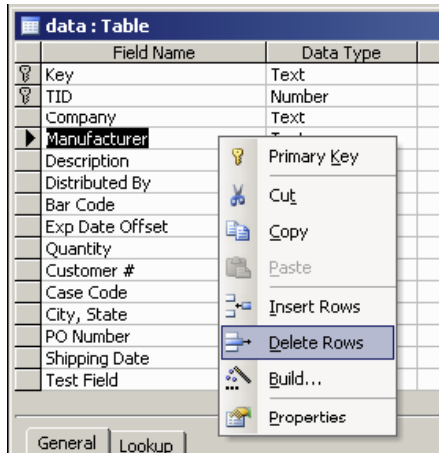 data : Table
Field Name Data Type
Key Text
TID Number
Company Text
Manufacturer
Description
Distributed By
Bar Code
Exp Date Offset
Quantity
Customer #
Case Code
City, State
PO Number
Shipping Date
Test Field
Primary Key
Cut
Copy
Paste
Insert Rows
Delete Rows
Build...
Properties
General Lookup